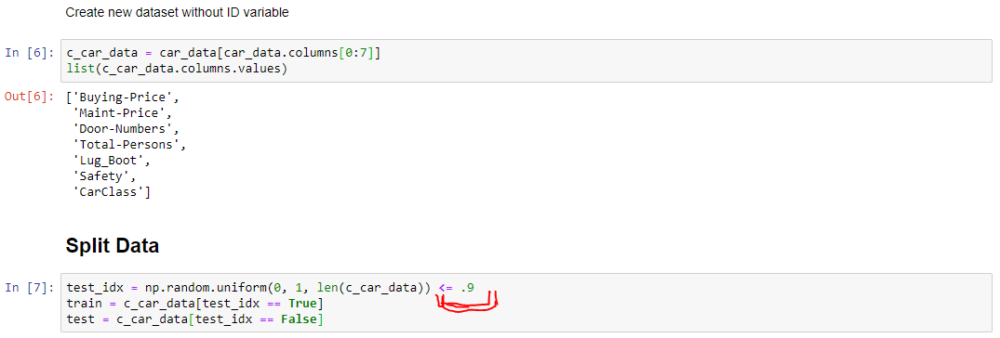 Create new dataset without ID variable
In [6]: c_car_data = car_data[car_data.columns[0:7]]
list(c_car_data.columns.values)
Out[6]: ['Buying-Price',
'Maint-Price',
'Door-Numbers',
'Total-Persons',
'Lug_Boot',
'Safety',
'CarClass']
Split Data
In [7]: test_idx = np.random.uniform(0, 1, len(c_car_data)) <= .9
train = c_car_data[test_idx == True]
test = c_car_data[test_idx == False]